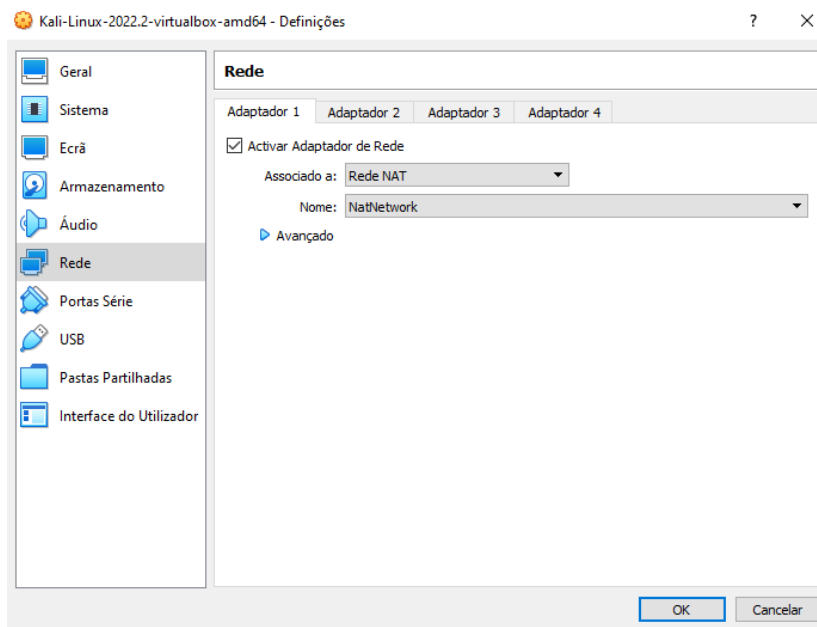 Kali-Linux-2022.2-virtualbox-amd64 - Definições
?
Geral
Sistema
Ecrã
Armazenamento
Áudio
Rede
Portas Série
USB
Pastas Partilhadas
Interface do Utilizador
Rede
Adaptador 1 Adaptador 2 Adaptador 3 Adaptador 4
Activar Adaptador de Rede
Associado a: Rede NAT
Nome: NatNetwork
Avançado
OK Cancelar